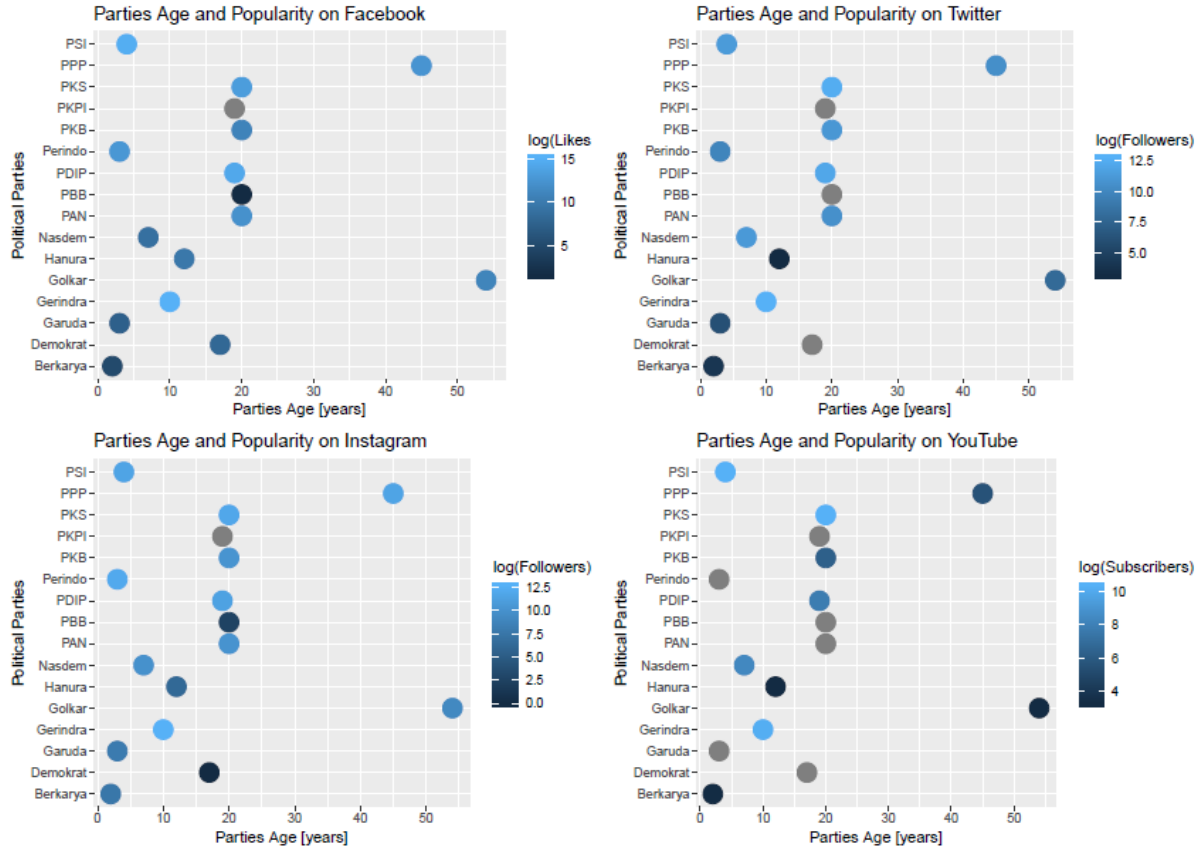 Parties Age and Popularity on Facebook
Political Parties
PSI
PPP
PKS
PKPI
PKB
Perindo
PDIP
PBB
PAN
Nasdem
Hanura
Golkar
Gerindra
Garuda
Demokrat
Berkarya
0 10 20 30 40 50
Parties Age [years]
log(Likes
15
10
5
Parties Age and Popularity on Twitter
Political Parties
PSI
PPP
PKS
PKPI
PKB
Perindo
PDIP
PBB
PAN
Nasdem
Hanura
Golkar
Gerindra
Garuda
Demokrat
Berkarya
0 10 20 30 40 50
Parties Age [years]
log(Followers)
12.5
10.0
7.5
5.0
Parties Age and Popularity on Instagram
Political Parties
PSI
PPP
PKS
PKPI
PKB
Perindo
PDIP
PBB
PAN
Nasdem
Hanura
Golkar
Gerindra
Garuda
Demokrat
Berkarya
0 10 20 30 40 50
Parties Age [years]
log(Followers)
12.5
10.0
7.5
5.0
2.5
0.0
Parties Age and Popularity on YouTube
Political Parties
PSI
PPP
PKS
PKPI
PKB
Perindo
PDIP
PBB
PAN
Nasdem
Hanura
Golkar
Gerindra
Garuda
Demokrat
Berkarya
0 10 20 30 40 50
Parties Age [years]
log(Subscribers)
10
8
6
4